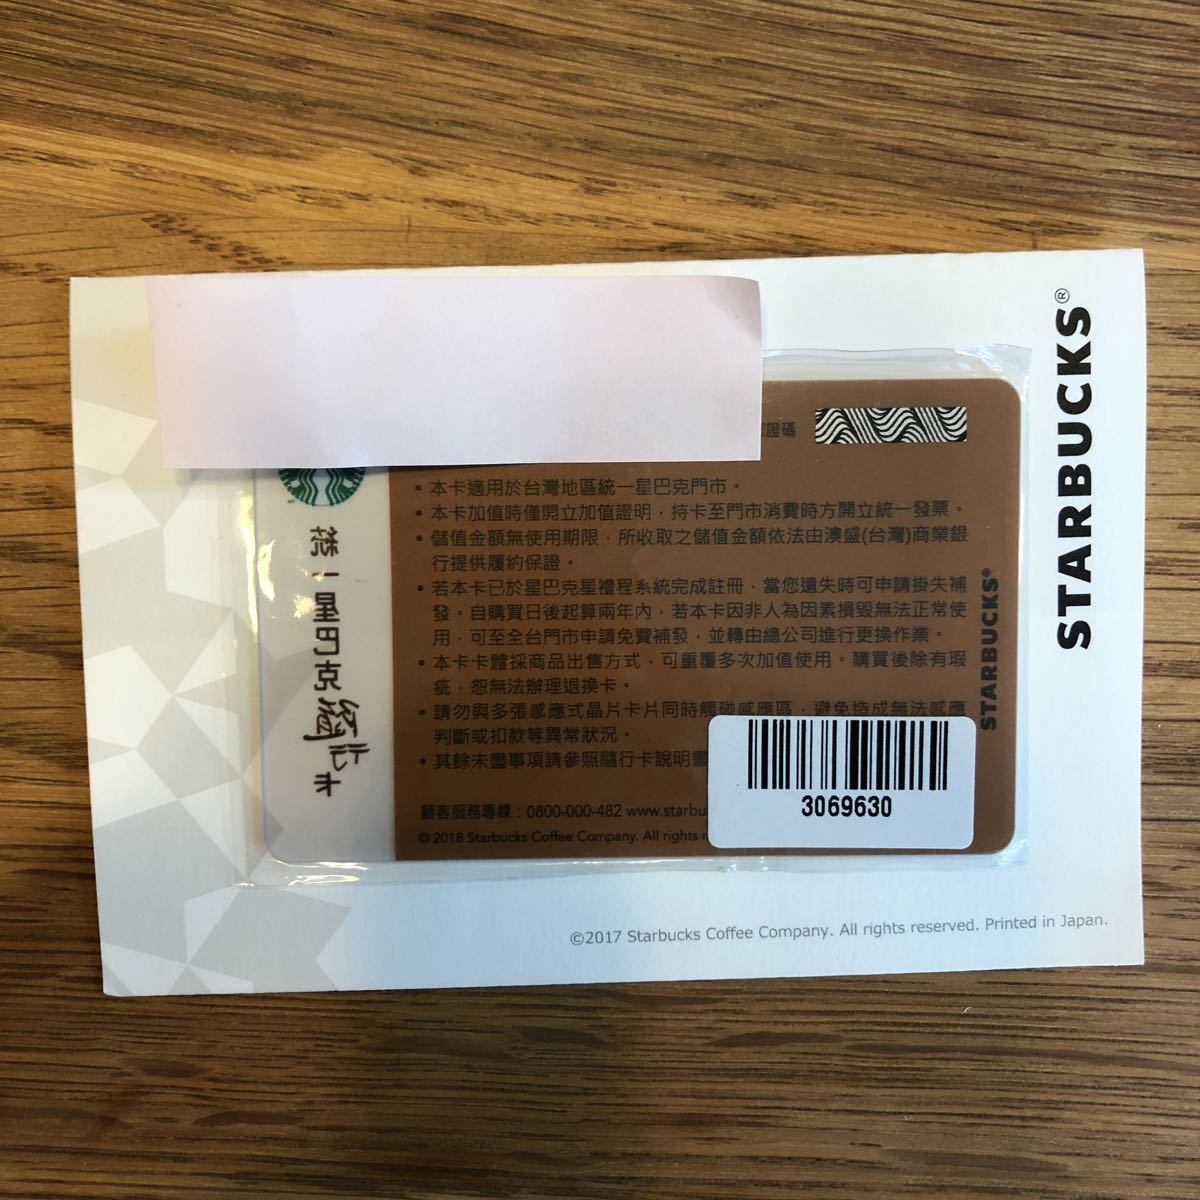 STARBUCKS®
證碼
• 本卡適用於台灣地區統一星巴克門市。
• 本卡加值時僅開立加值證明，持卡至門市消費時方開立統一發票。
• 儲值金額無使用期限，所收取之儲值金額依法由澳盛(台灣)商業銀
行提供履約保證。
• 若本卡已於星巴克星禮程系統完成註冊，當您遺失時可申請掛失補
發。自購買日後起算兩年內，若本卡因非人為因素損毀無法正常使
用，可至全台門市申請免費補發，並轉由總公司進行更換作業。
• 本卡卡體採商品出售方式，可重覆多次加值使用。購買後除有瑕
疵，恕無法辦理退換卡。
• 請勿與多張感應式晶片卡片同時觸碰感應區，避免造成無法感應
判斷或扣款等異常狀況。
• 其餘未盡事項請參照隨行卡說明書
顧客服務專線：0800-000-482 www.starbu
© 2018 Starbucks Coffee Company. All rights
統一星巴克隨行卡
STARBUCKS®
3069630
©2017 Starbucks Coffee Company. All rights reserved. Printed in Japan.